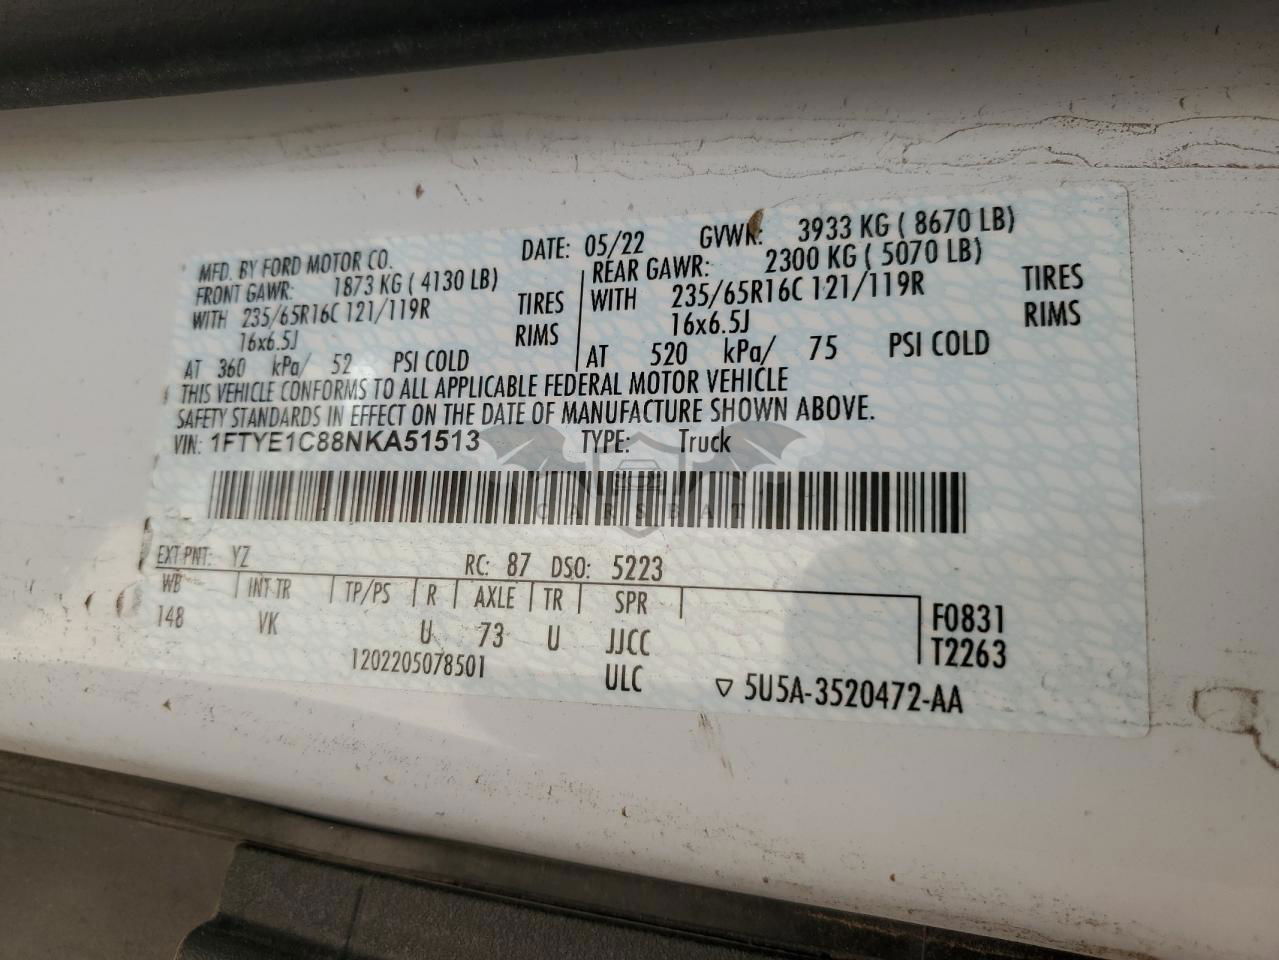 MFD. BY FORD MOTOR CO. DATE: 05/22 GVWR: 3933 KG ( 8670 LB)
FRONT GAWR: 1873 KG ( 4130 LB) REAR GAWR: 2300 KG ( 5070 LB)
WITH 235/65R16C 121/119R TIRES WITH 235/65R16C 121/119R TIRES
16x6.5J RIMS 16x6.5J RIMS
AT 360 kPa/ 52 PSI COLD AT 520 kPa/ 75 PSI COLD
THIS VEHICLE CONFORMS TO ALL APPLICABLE FEDERAL MOTOR VEHICLE
SAFETY STANDARDS IN EFFECT ON THE DATE OF MANUFACTURE SHOWN ABOVE.
VIN: 1FTYE1C88NKA51513 TYPE: Truck
CARSBAT
EXT PNT: YZ RC: 87 DSO: 5223
WB INT TR TP/PS R AXLE TR SPR F0831
148 VK U 73 U JJCC T2263
1202205078501 ULC ▽ 5U5A-3520472-AA